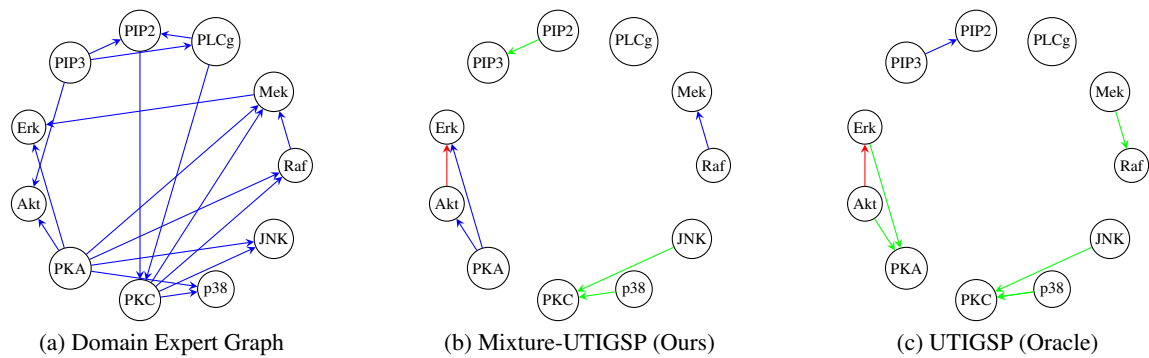 PIP2
PLCg
PIP3
Mek
Erk
Raf
Akt
JNK
PKA
p38
PKC
(a) Domain Expert Graph
PIP2
PLCg
PIP3
Mek
Erk
Raf
Akt
JNK
PKA
p38
PKC
(b) Mixture-UTIGSP (Ours)
PIP2
PLCg
PIP3
Mek
Erk
Raf
Akt
JNK
PKA
p38
PKC
(c) UTIGSP (Oracle)